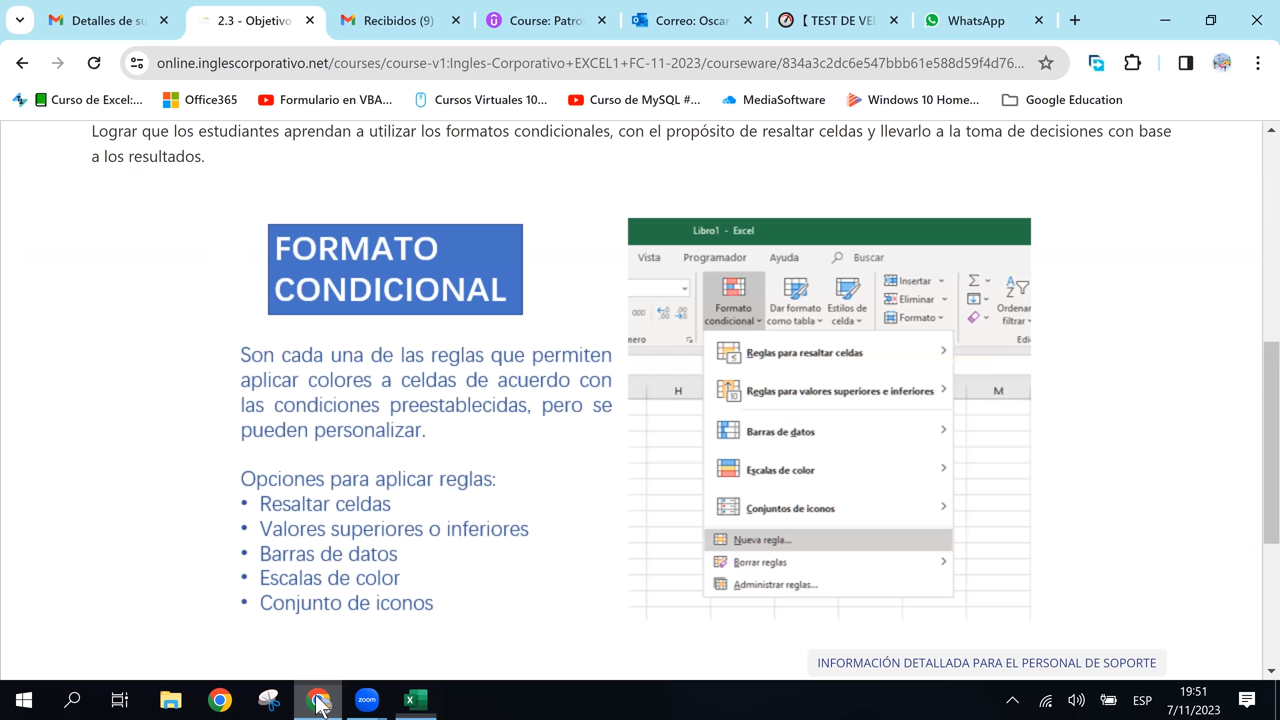 Detalles de su
2.3 - Objetivo
Recibidos (9)
Course: Patro
Correo: Oscar
【 TEST DE VEL
WhatsApp
online.inglescorporativo.net/courses/course-v1:Ingles-Corporativo+EXCEL1+FC-11-2023/courseware/834a3c2dc6e547bbb61e588d59f4d76...
Curso de Excel:...
Office365
Formulario en VBA...
Cursos Virtuales 10...
Curso de MySQL #...
MediaSoftware
Windows 10 Home...
Google Education
Lograr que los estudiantes aprendan a utilizar los formatos condicionales, con el propósito de resaltar celdas y llevarlo a la toma de decisiones con base
a los resultados.
FORMATO
CONDICIONAL
Son cada una de las reglas que permiten
aplicar colores a celdas de acuerdo con
las condiciones preestablecidas, pero se
pueden personalizar.
Opciones para aplicar reglas:
• Resaltar celdas
• Valores superiores o inferiores
• Barras de datos
• Escalas de color
• Conjunto de iconos
Libro1 - Excel
Vista
Programador
Ayuda
Buscar
000
Formato
condicional
Dar formato
como tabla
Estilos de
celda
Insertar
Eliminar
Formato
Ordenar
filtrar
nero
Edi
H
M
Reglas para resaltar celdas
Reglas para valores superiores e inferiores
Barras de datos
Escalas de color
Conjuntos de iconos
Nueva regla...
Borrar reglas
Administrar reglas...
INFORMACIÓN DETALLADA PARA EL PERSONAL DE SOPORTE
zoom
ESP
19:51
7/11/2023